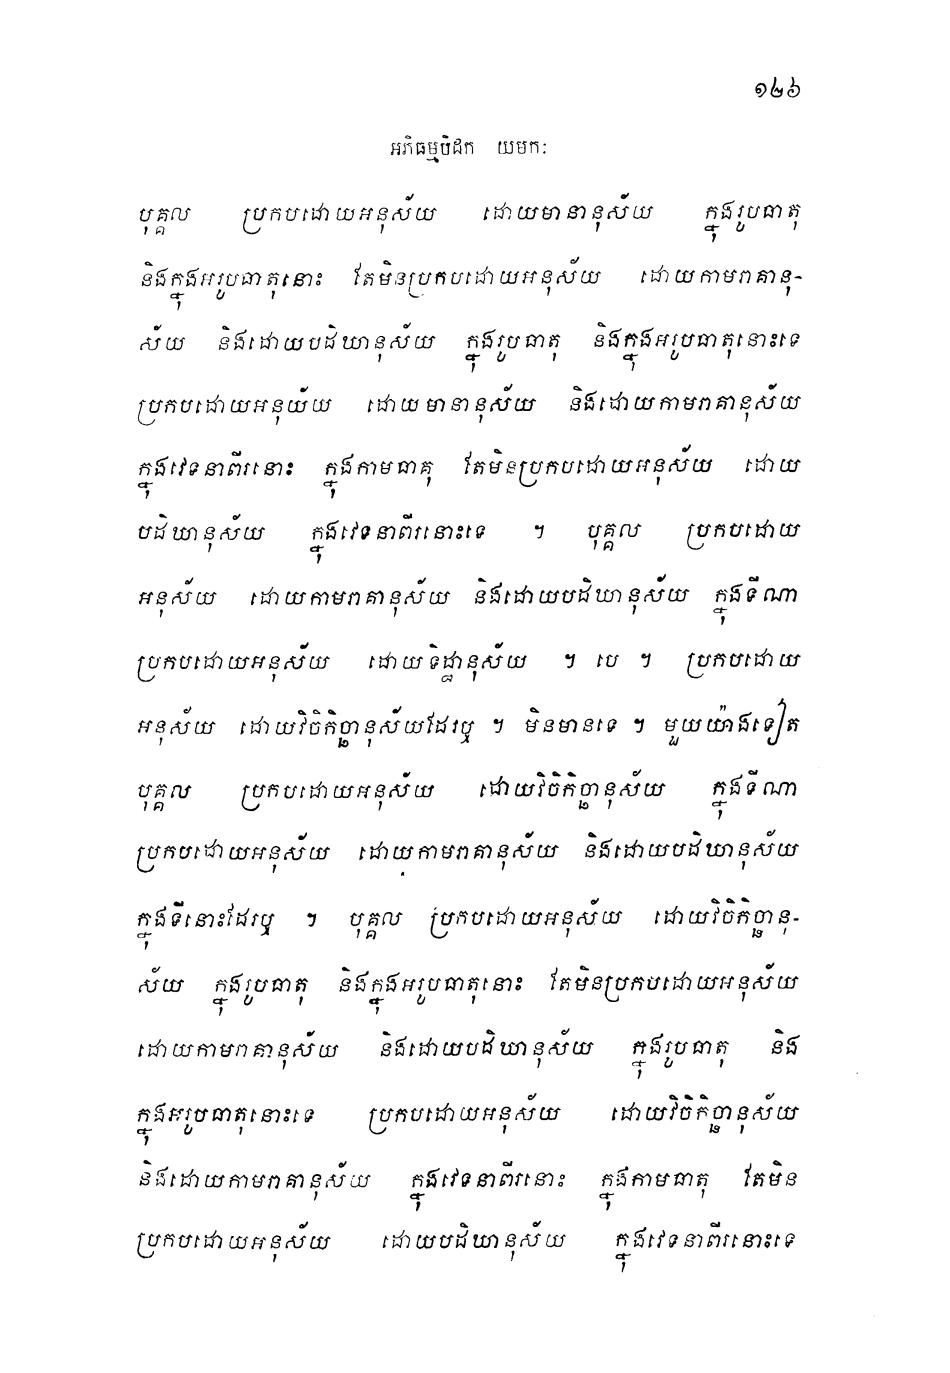 ១២៦
អភិធម្មបិដក យមកៈ
បុគ្គល ប្រកបដោយអនុស័យ ដោយមានានុស័យ ក្នុងរូបធាតុ
និងក្នុងអរូបធាតុនោះ តែមិនប្រកបដោយអនុស័យ ដោយកាមរាគានុ-
ស័យ និងដោយបដិឃានុស័យ ក្នុងរូបធាតុ និងក្នុងអរូបធាតុនោះទេ
ប្រកបដោយអនុយ័យ ដោយមានានុស័យ និងដោយកាមរាគានុស័យ
ក្នុងវេទនាពីរនោះ ក្នុងកាមធាតុ តែមិនប្រកបដោយអនុស័យ ដោយ
បដិឃានុស័យ ក្នុងវេទនាពីរនោះទេ ។ បុគ្គល ប្រកបដោយ
អនុស័យ ដោយកាមរាគានុស័យ និងដោយបដិឃានុស័យ ក្នុងទីណា
ប្រកបដោយអនុស័យ ដោយទិដ្ឋានុស័យ ។ បេ ។ ប្រកបដោយ
អនុស័យ ដោយវិចិកិច្ឆានុស័យដែរឬ ។ មិនមានទេ ។ មួយយ៉ាងទៀត
បុគ្គល ប្រកបដោយអនុស័យ ដោយវិចិកិច្ឆានុស័យ ក្នុងទីណា
ប្រកបដោយអនុស័យ ដោយកាមរាគានុស័យ និងដោយបដិឃានុស័យ
ក្នុងទីនោះដែរឬ ។ បុគ្គល ប្រកបដោយអនុស័យ ដោយវិចិកិច្ឆានុ-
ស័យ ក្នុងរូបធាតុ និងក្នុងអរូបធាតុនោះ តែមិនប្រកបដោយអនុស័យ
ដោយកាមរាគានុស័យ និងដោយបដិឃានុស័យ ក្នុងរូបធាតុ និង
ក្នុងអរូបធាតុនោះទេ ប្រកបដោយអនុស័យ ដោយវិចិកិច្ឆានុស័យ
និងដោយកាមរាគានុស័យ ក្នុងវេទនាពីរនោះ ក្នុងកាមធាតុ តែមិន
ប្រកបដោយអនុស័យ ដោយបដិឃានុស័យ ក្នុងវេទនាពីរនោះទេ